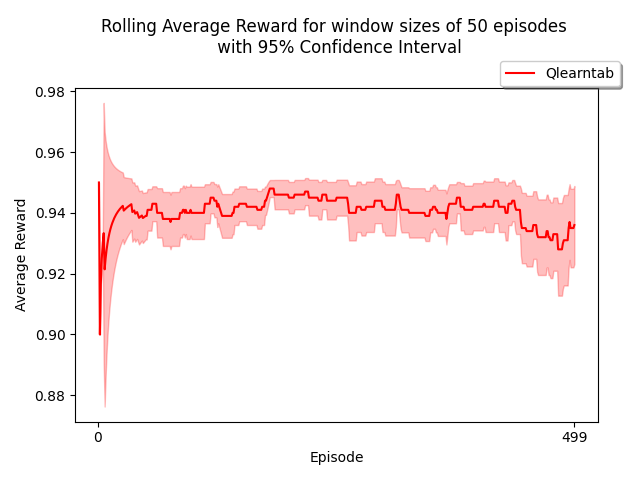 Rolling Average Reward for window sizes of 50 episodes
with 95% Confidence Interval
Qlearntab
0.98
0.96
0.94
0.92
0.90
0.88
Average Reward
0
499
Episode